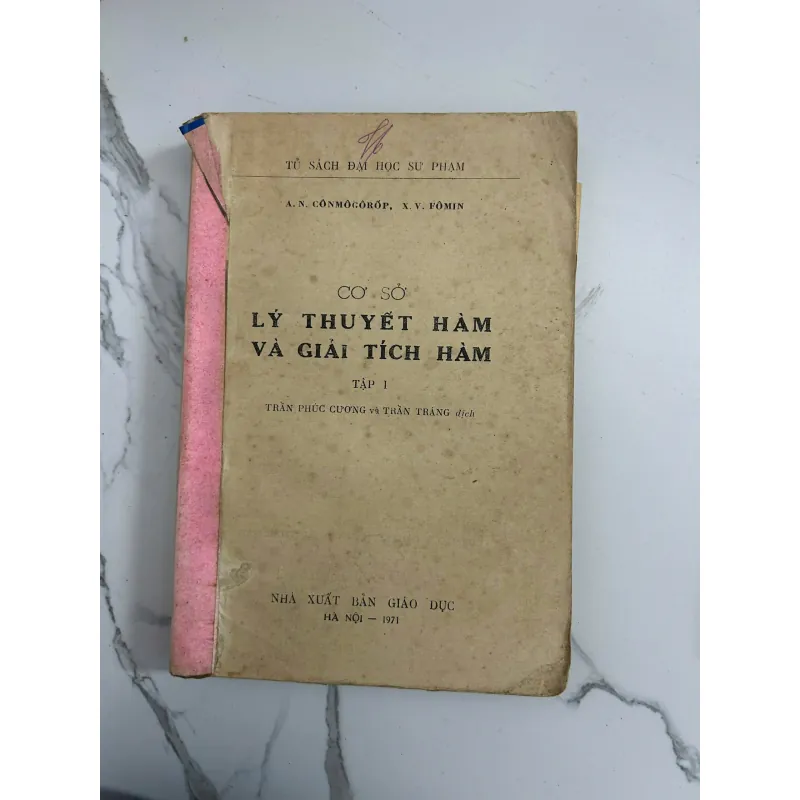 TỦ SÁCH ĐẠI HỌC SƯ PHẠM
A. N. CÔNMÔGÔRỐP, X. V. FÔMIN
CƠ SỞ
LÝ THUYẾT HÀM
VÀ GIẢI TÍCH HÀM
TẬP I
TRẦN PHÚC CƯƠNG và TRẦN TRÁNG dịch
NHÀ XUẤT BẢN GIÁO DỤC
HÀ NỘI — 1971